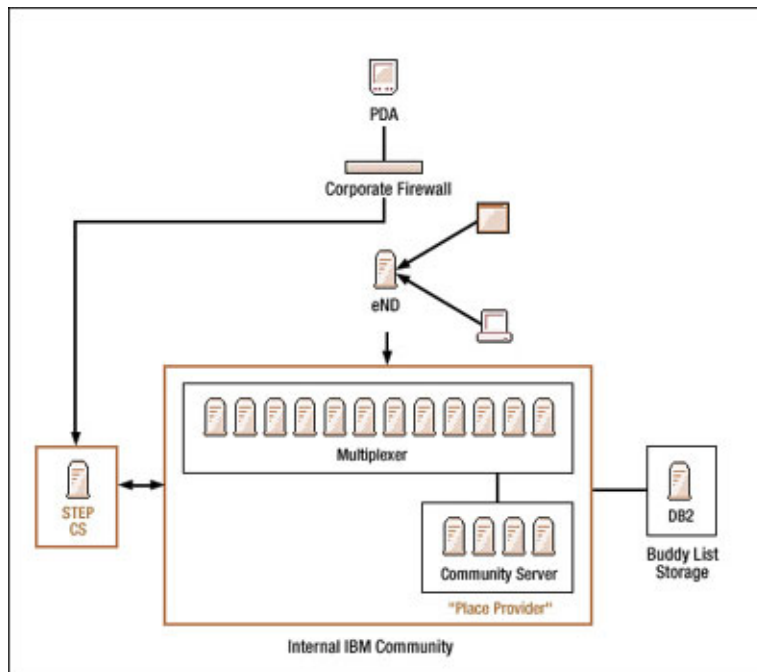 PDA
Corporate Firewall
eND
Multiplexer
STEP
CS
DB2
Community Server
Buddy List
Storage
"Place Provider"
Internal IBM Community